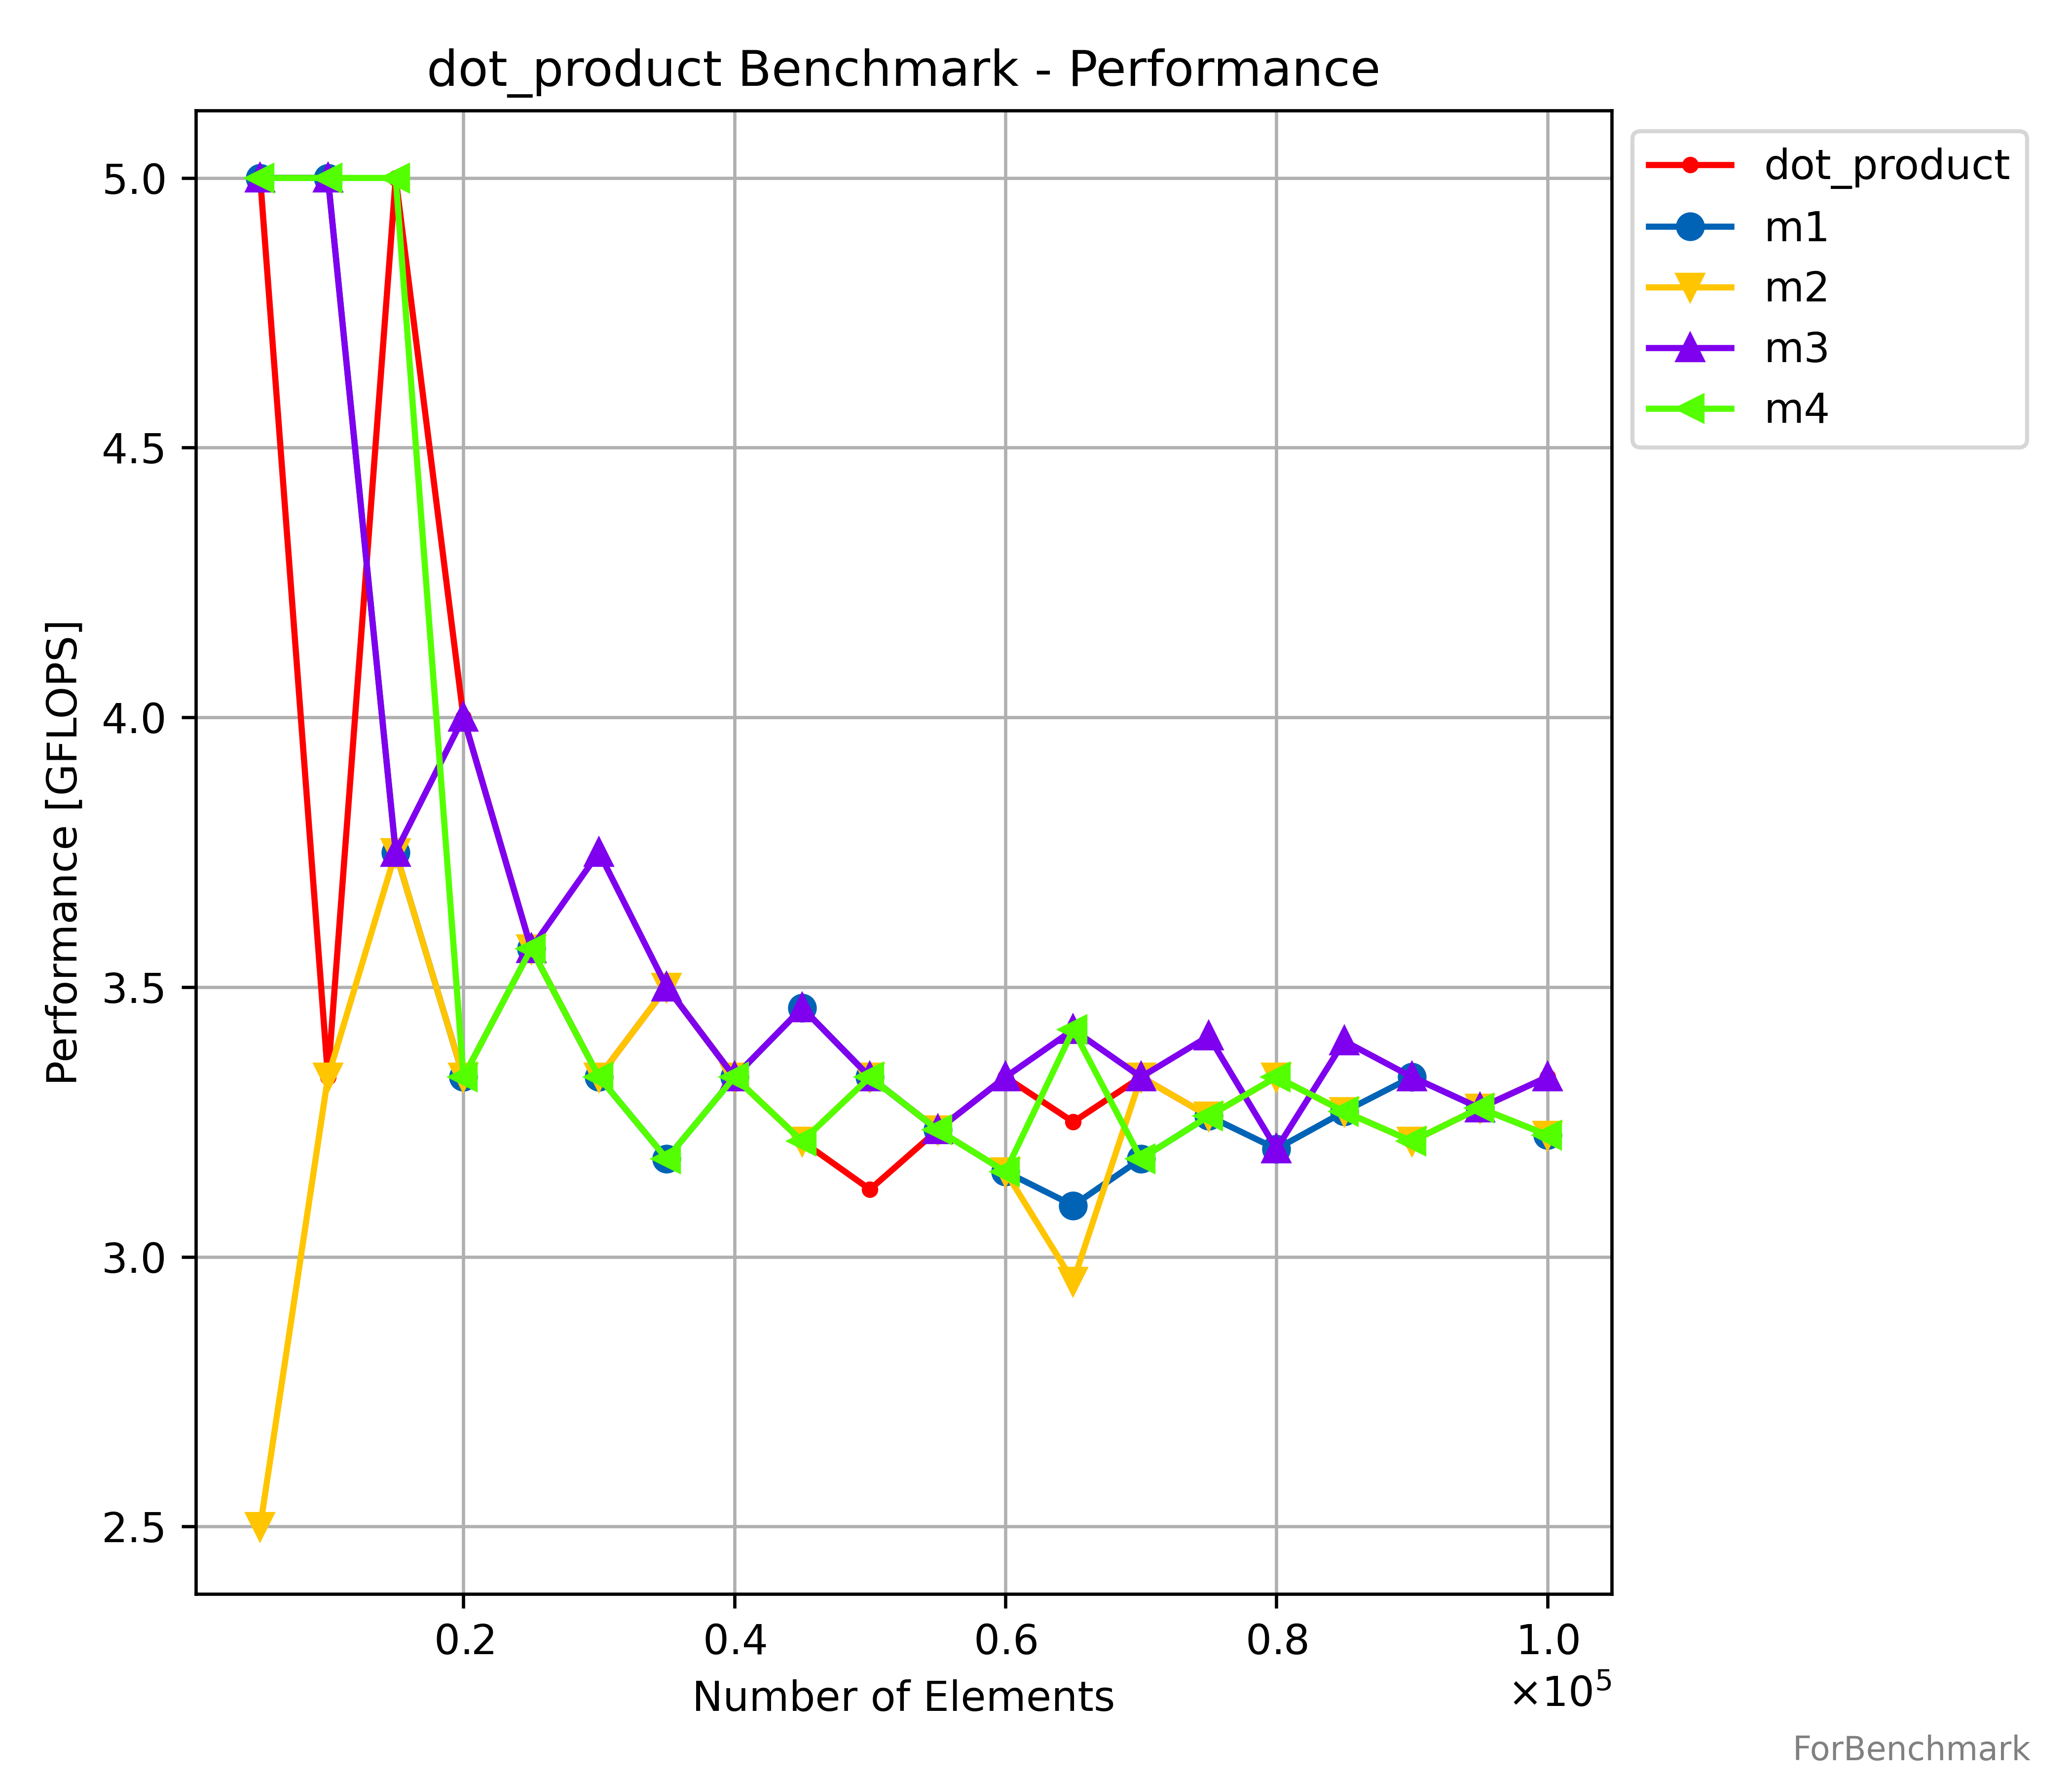 dot_product Benchmark - Performance
dot_product
m1
m2
m3
m4
Performance [GFLOPS]
5.0
4.5
4.0
3.5
3.0
2.5
0.2 0.4 0.6 0.8 1.0
×10⁵
Number of Elements
ForBenchmark